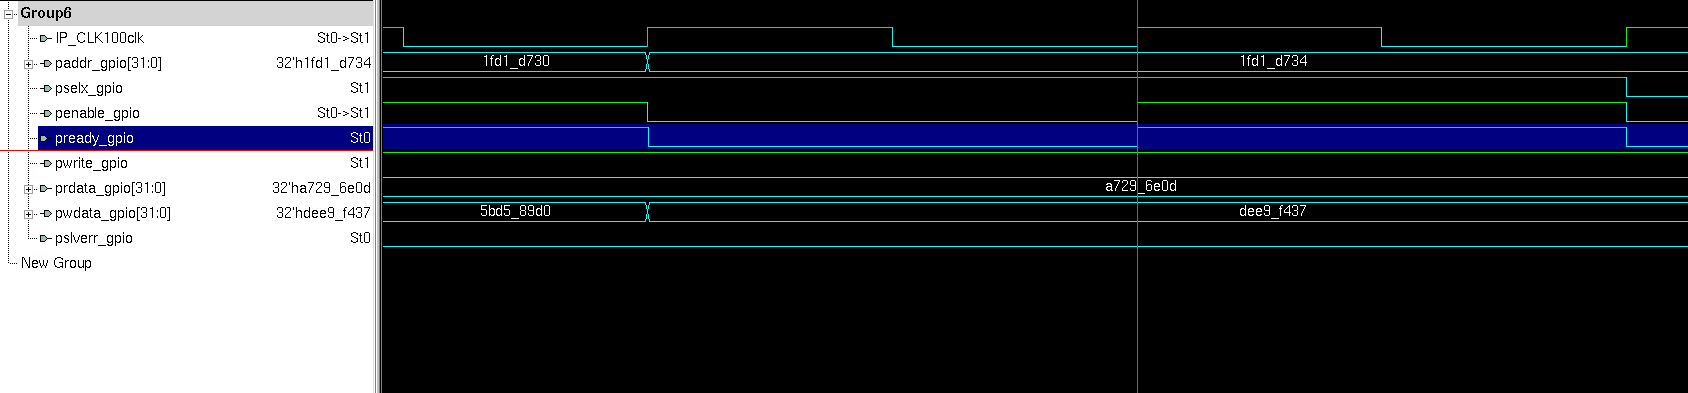 Group6
IP_CLK100clk St0->St1
paddr_gpio[31:0] 32'h1fd1_d734 1fd1_d730 1fd1_d734
pselx_gpio St1
penable_gpio St0->St1
pready_gpio St0
pwrite_gpio St1
prdata_gpio[31:0] 32'ha729_6e0d a729_6e0d
pwdata_gpio[31:0] 32'hdee9_f437 5bd5_89d0 dee9_f437
pslverr_gpio St0
New Group